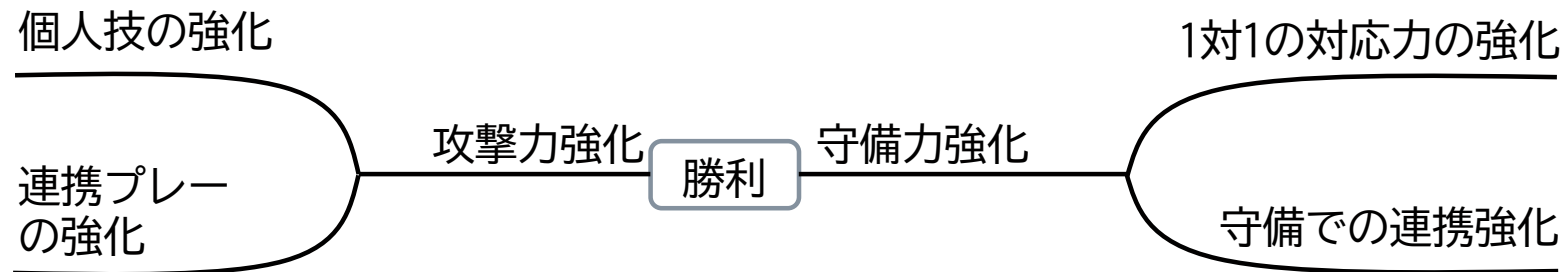 個人技の強化
連携プレー
の強化
攻撃力強化
勝利
守備力強化
1対1の対応力の強化
守備での連携強化